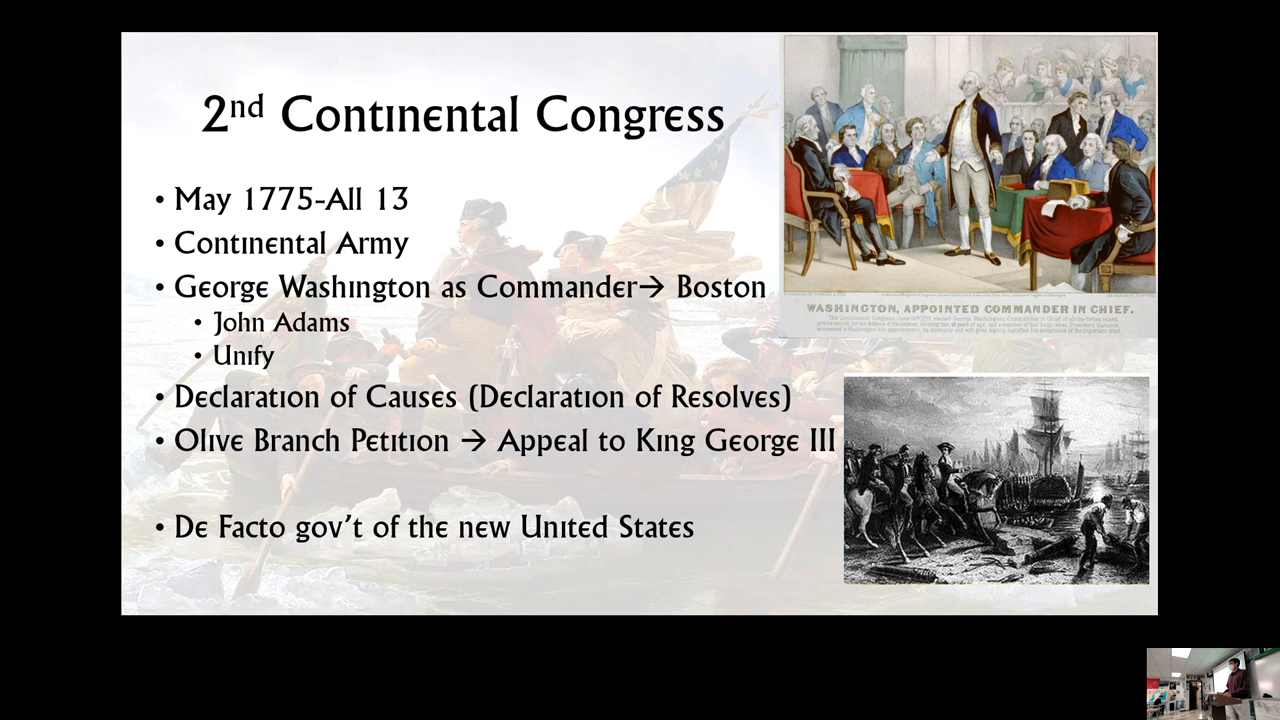 2nd Continental Congress
• May 1775-All 13
• Continental Army
• George Washington as Commander→ Boston
• John Adams
• Unify
• Declaration of Causes (Declaration of Resolves)
• Olive Branch Petition → Appeal to King George III
• De Facto gov't of the new United States
WASHINGTON, APPOINTED COMMANDER IN CHIEF.